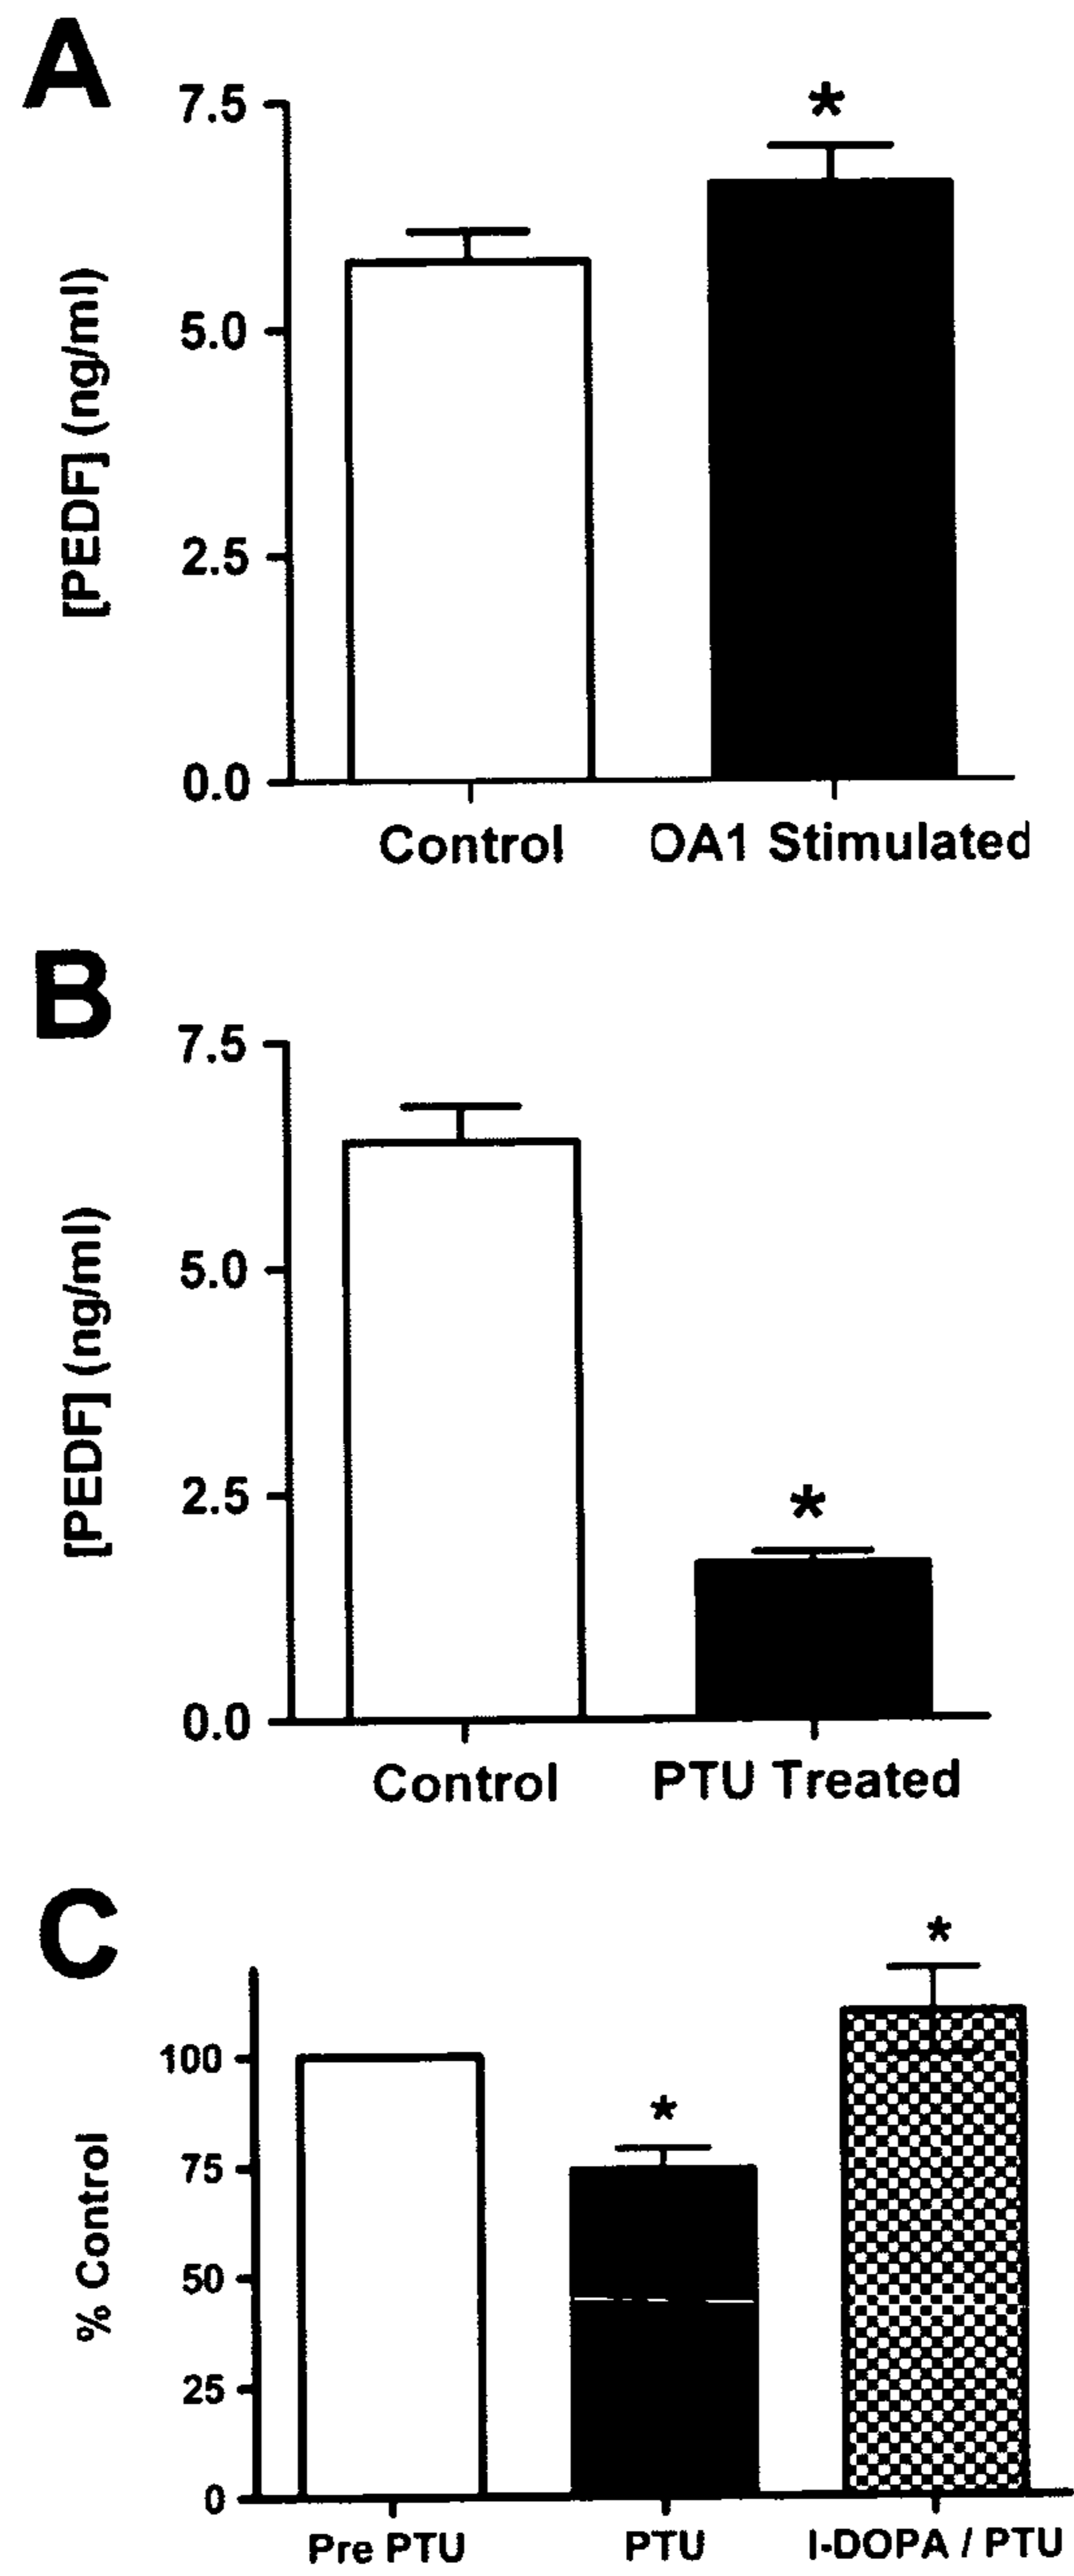 A
7.5
*
5.0
[PEDF] (ng/ml)
2.5
0.0
Control OA1 Stimulated
B
7.5
5.0
[PEDF] (ng/ml)
2.5
*
0.0
Control PTU Treated
C
*
100
*
75
% Control
50
25
0
Pre PTU PTU l-DOPA / PTU